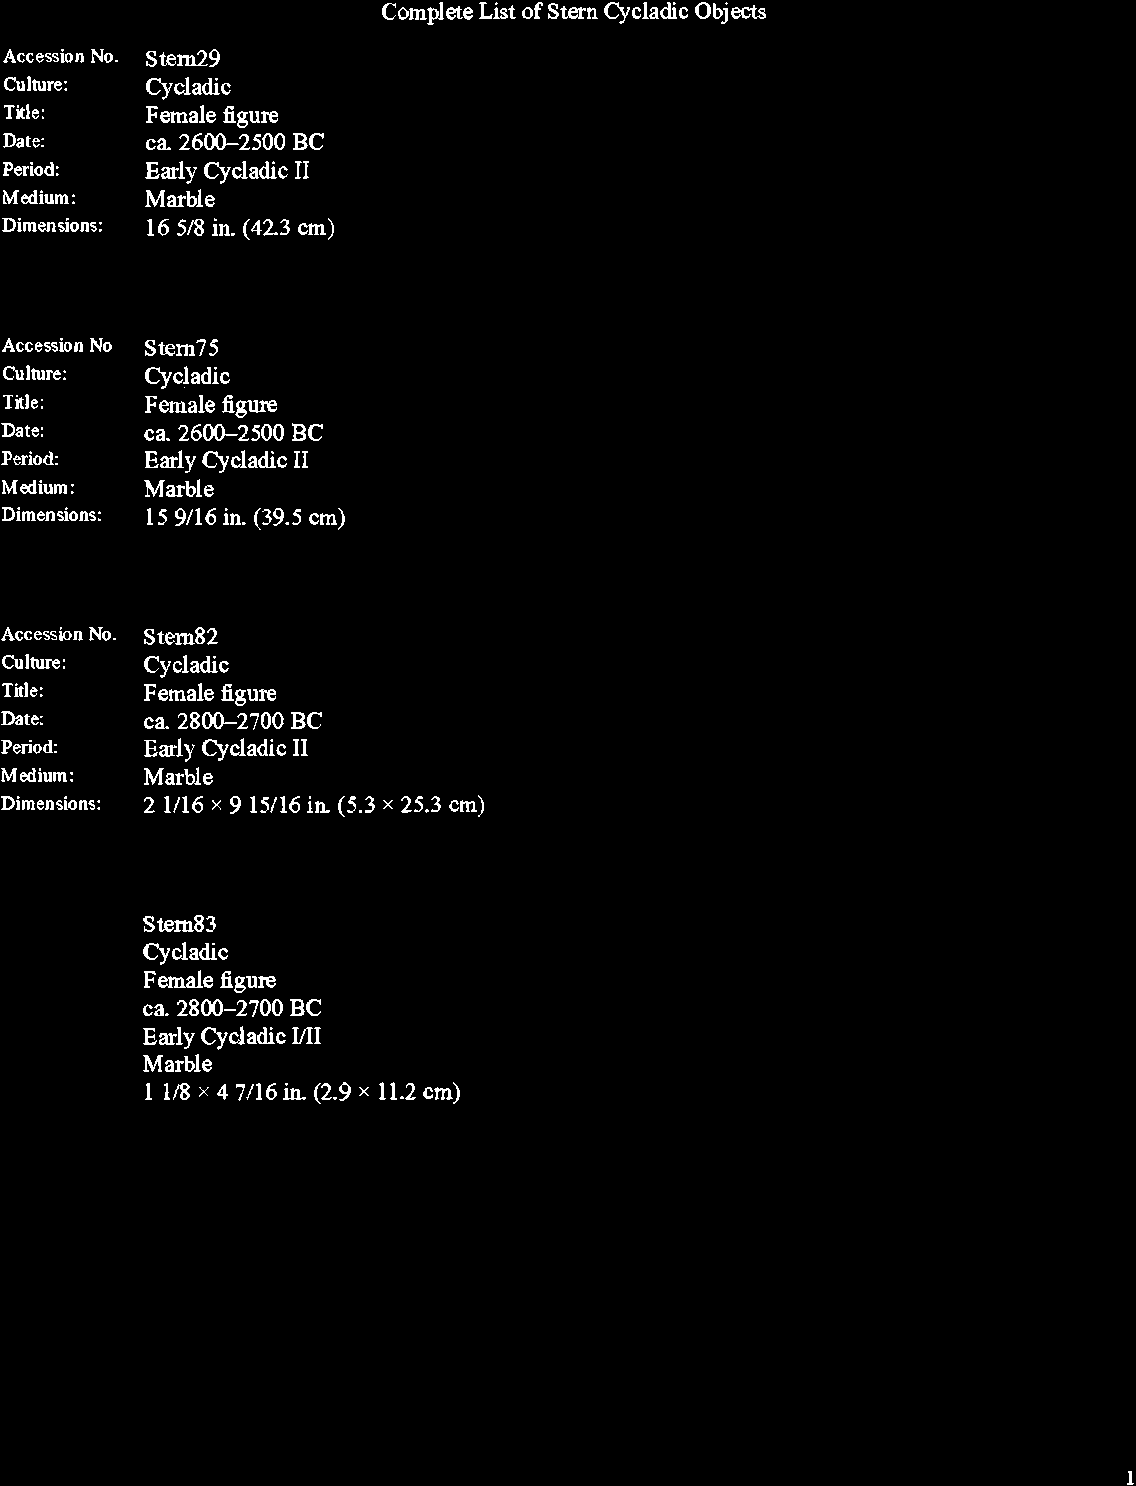 Complete List of Stern Cycladic Objects
Accession No. Stern29
Culture: Cycladic
Title: Female figure
Date: ca. 2600–2500 BC
Period: Early Cycladic II
Medium: Marble
Dimensions: 16 5/8 in. (42.3 cm)
Accession No Stern75
Culture: Cycladic
Title: Female figure
Date: ca. 2600–2500 BC
Period: Early Cycladic II
Medium: Marble
Dimensions: 15 9/16 in. (39.5 cm)
Accession No. Stern82
Culture: Cycladic
Title: Female figure
Date: ca. 2800–2700 BC
Period: Early Cycladic II
Medium: Marble
Dimensions: 2 1/16 × 9 15/16 in. (5.3 × 25.3 cm)
Stern83
Cycladic
Female figure
ca. 2800–2700 BC
Early Cycladic I/II
Marble
1 1/8 × 4 7/16 in. (2.9 × 11.2 cm)
1